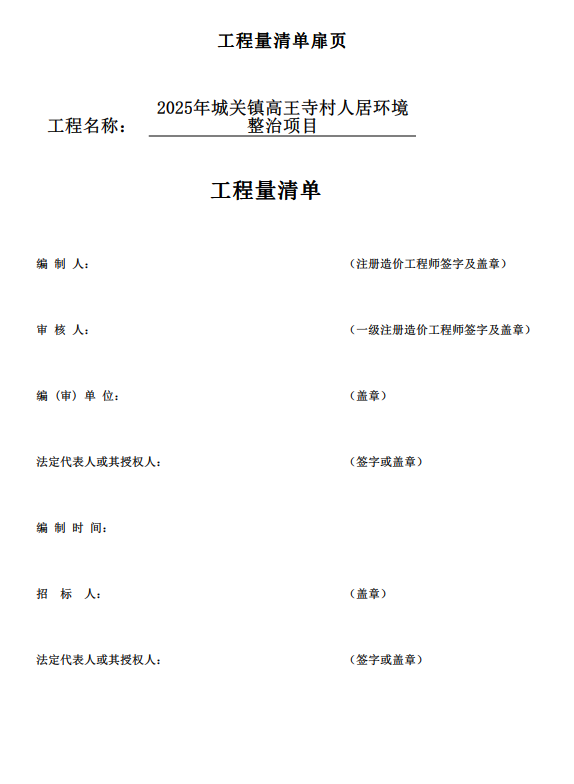 工程量清单扉页
2025年城关镇高王寺村人居环境
工程名称： 整治项目
工程量清单
编 制 人： （注册造价工程师签字及盖章）
审 核 人： （一级注册造价工程师签字及盖章）
编 (审) 单 位： （盖章）
法定代表人或其授权人： （签字或盖章）
编 制 时 间：
招 标 人： （盖章）
法定代表人或其授权人： （签字或盖章）